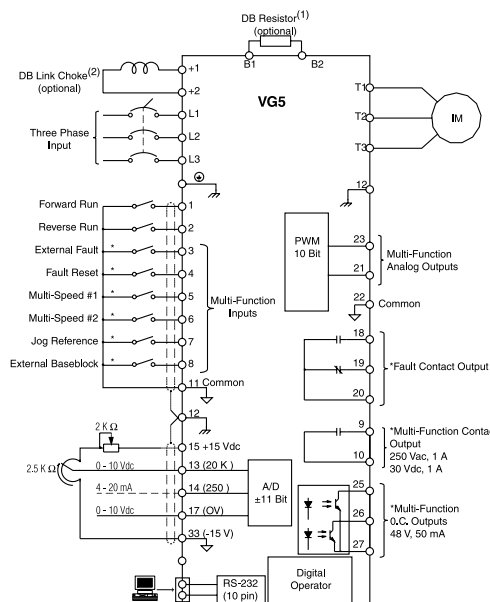 DB Resistor(1)
(optional)
B1
B2
DB Link Choke(2)
(optional)
+1
+2
VG5
T1
T2
T3
IM
Three Phase
Input
L1
L2
L3
12
Forward Run
1
Reverse Run
2
External Fault
*
3
Fault Reset
*
4
Multi-Speed #1
*
5
Multi-Speed #2
*
6
Jog Reference
*
7
External Baseblock
*
8
Multi-Function
Inputs
11 Common
12
PWM
10 Bit
23
21
Multi-Function
Analog Outputs
22
Common
18
19
20
*Fault Contact Output
9
10
*Multi-Function Contac
Output
250 Vac, 1 A
30 Vdc, 1 A
2 K Ω
2.5 K Ω
15 +15 Vdc
0 - 10 Vdc
13 (20 K )
4 - 20 mA
14 (250 )
0 - 10 Vdc
17 (OV)
33 (-15 V)
A/D
±11 Bit
25
26
27
*Multi-Function
O.C. Outputs
48 V, 50 mA
RS-232
(10 pin)
Digital
Operator